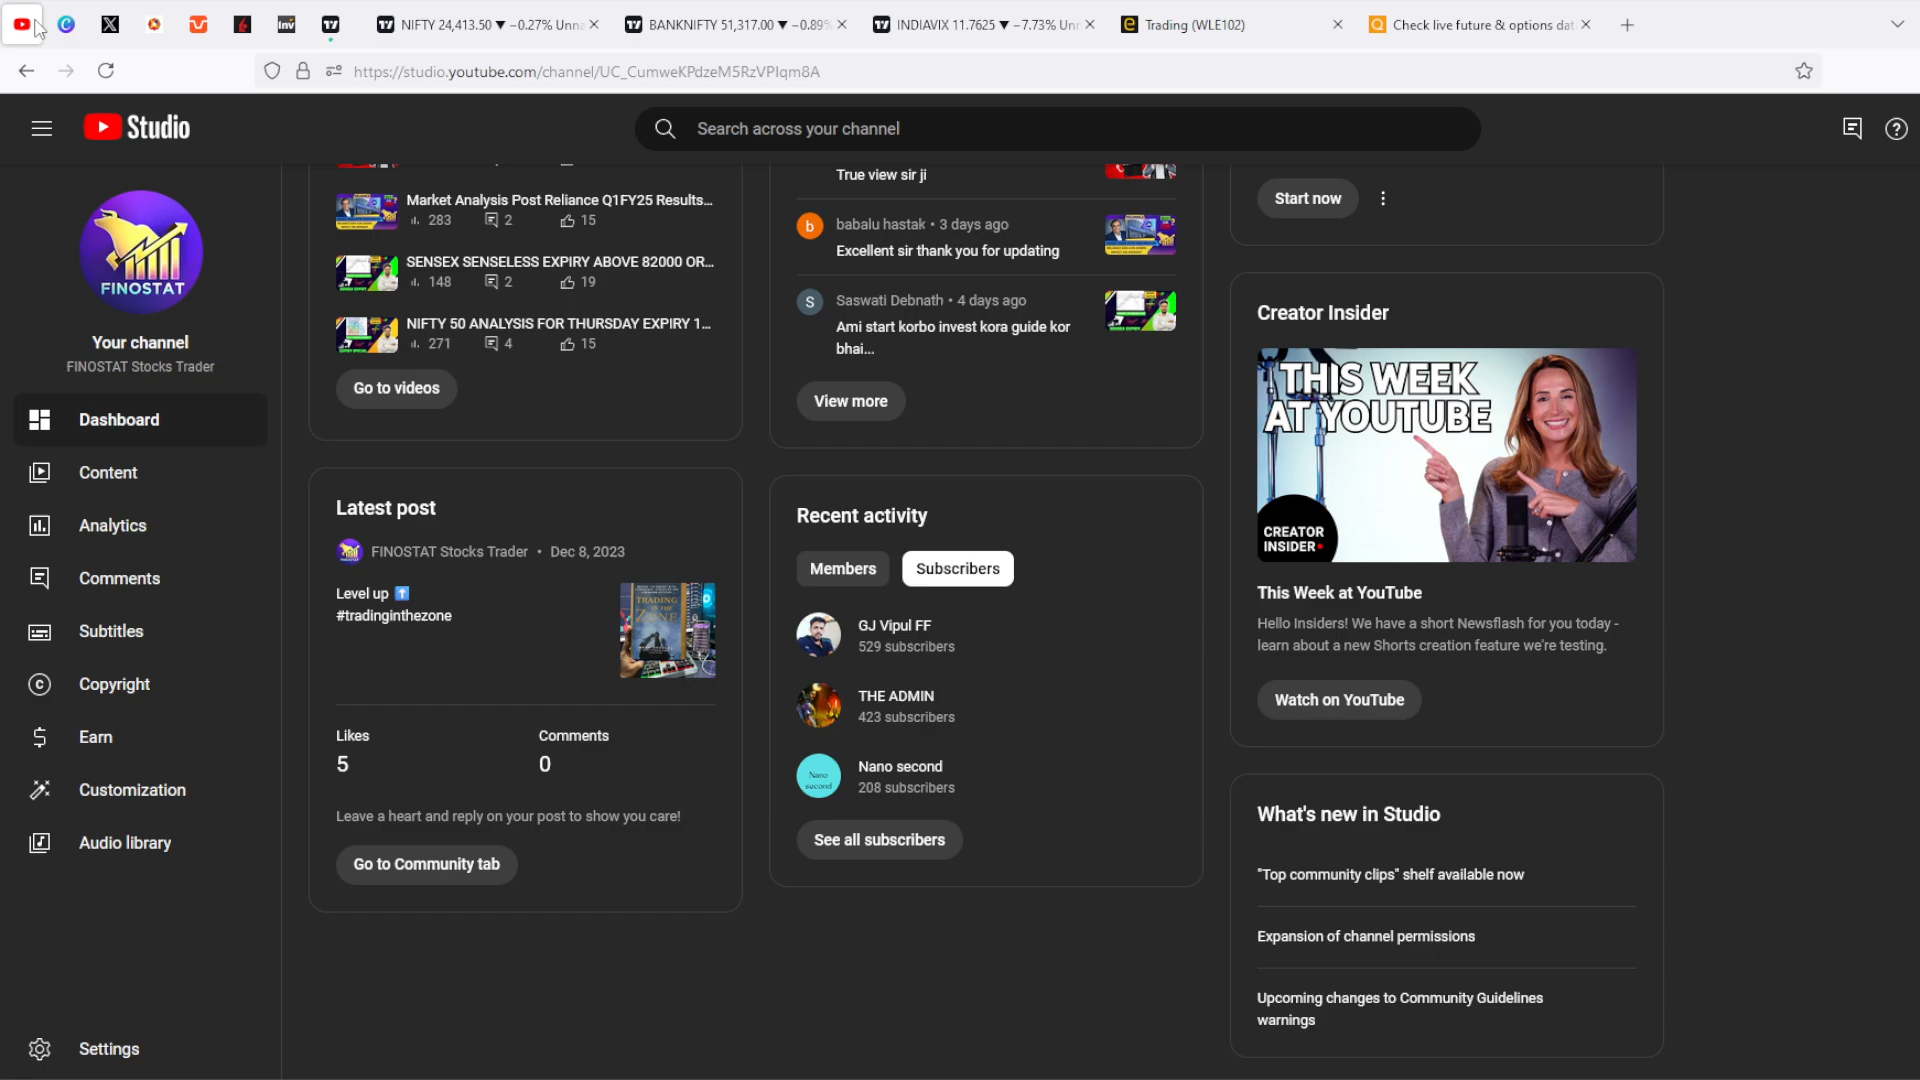 NIFTY 24,413.50 ▼ −0.27% Unna
BANKNIFTY 51,317.00 ▼ −0.89%
INDIAVIX 11.7625 ▼ −7.73% Un
Trading (WLE102)
Check live future & options dat
https://studio.youtube.com/channel/UC_CumweKPdzeM5RzVPIqm8A
Studio
Search across your channel
FINOSTAT
Your channel
FINOSTAT Stocks Trader
Dashboard
Content
Analytics
Comments
Subtitles
Copyright
Earn
Customization
Audio library
Settings
Market Analysis Post Reliance Q1FY25 Results...
283 2 15
SENSEX SENSELESS EXPIRY ABOVE 82000 OR...
148 2 19
NIFTY 50 ANALYSIS FOR THURSDAY EXPIRY 1...
271 4 15
Go to videos
Latest post
FINOSTAT Stocks Trader • Dec 8, 2023
Level up ⬆️
#tradinginthezone
TRADING
IN THE
ZONE
Likes
5
Comments
0
Leave a heart and reply on your post to show you care!
Go to Community tab
True view sir ji
b
babalu hastak • 3 days ago
Excellent sir thank you for updating
S
Saswati Debnath • 4 days ago
Ami start korbo invest kora guide kor
bhai...
View more
Recent activity
Members
Subscribers
GJ Vipul FF
529 subscribers
THE ADMIN
423 subscribers
Nano
second
Nano second
208 subscribers
See all subscribers
Start now
Creator Insider
THIS WEEK
AT YOUTUBE
CREATOR
INSIDER
This Week at YouTube
Hello Insiders! We have a short Newsflash for you today -
learn about a new Shorts creation feature we're testing.
Watch on YouTube
What's new in Studio
"Top community clips" shelf available now
Expansion of channel permissions
Upcoming changes to Community Guidelines
warnings